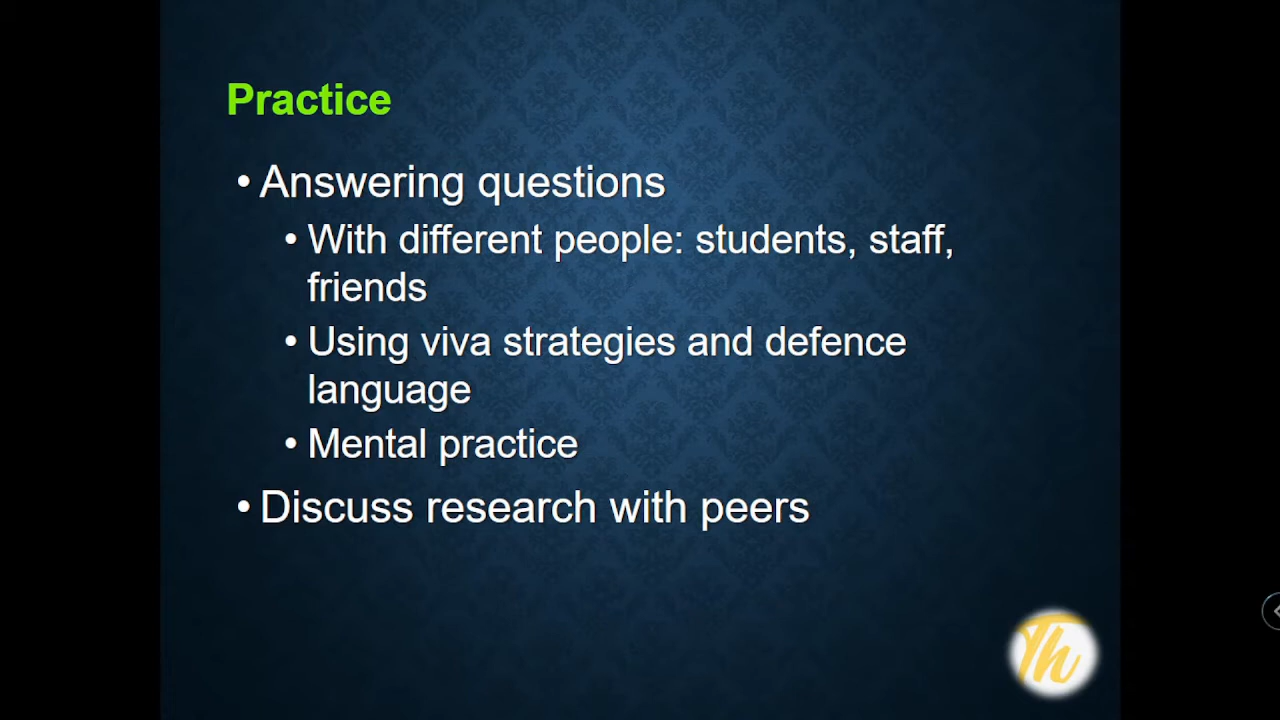 Practice
• Answering questions
• With different people: students, staff,
friends
• Using viva strategies and defence
language
• Mental practice
• Discuss research with peers
Th